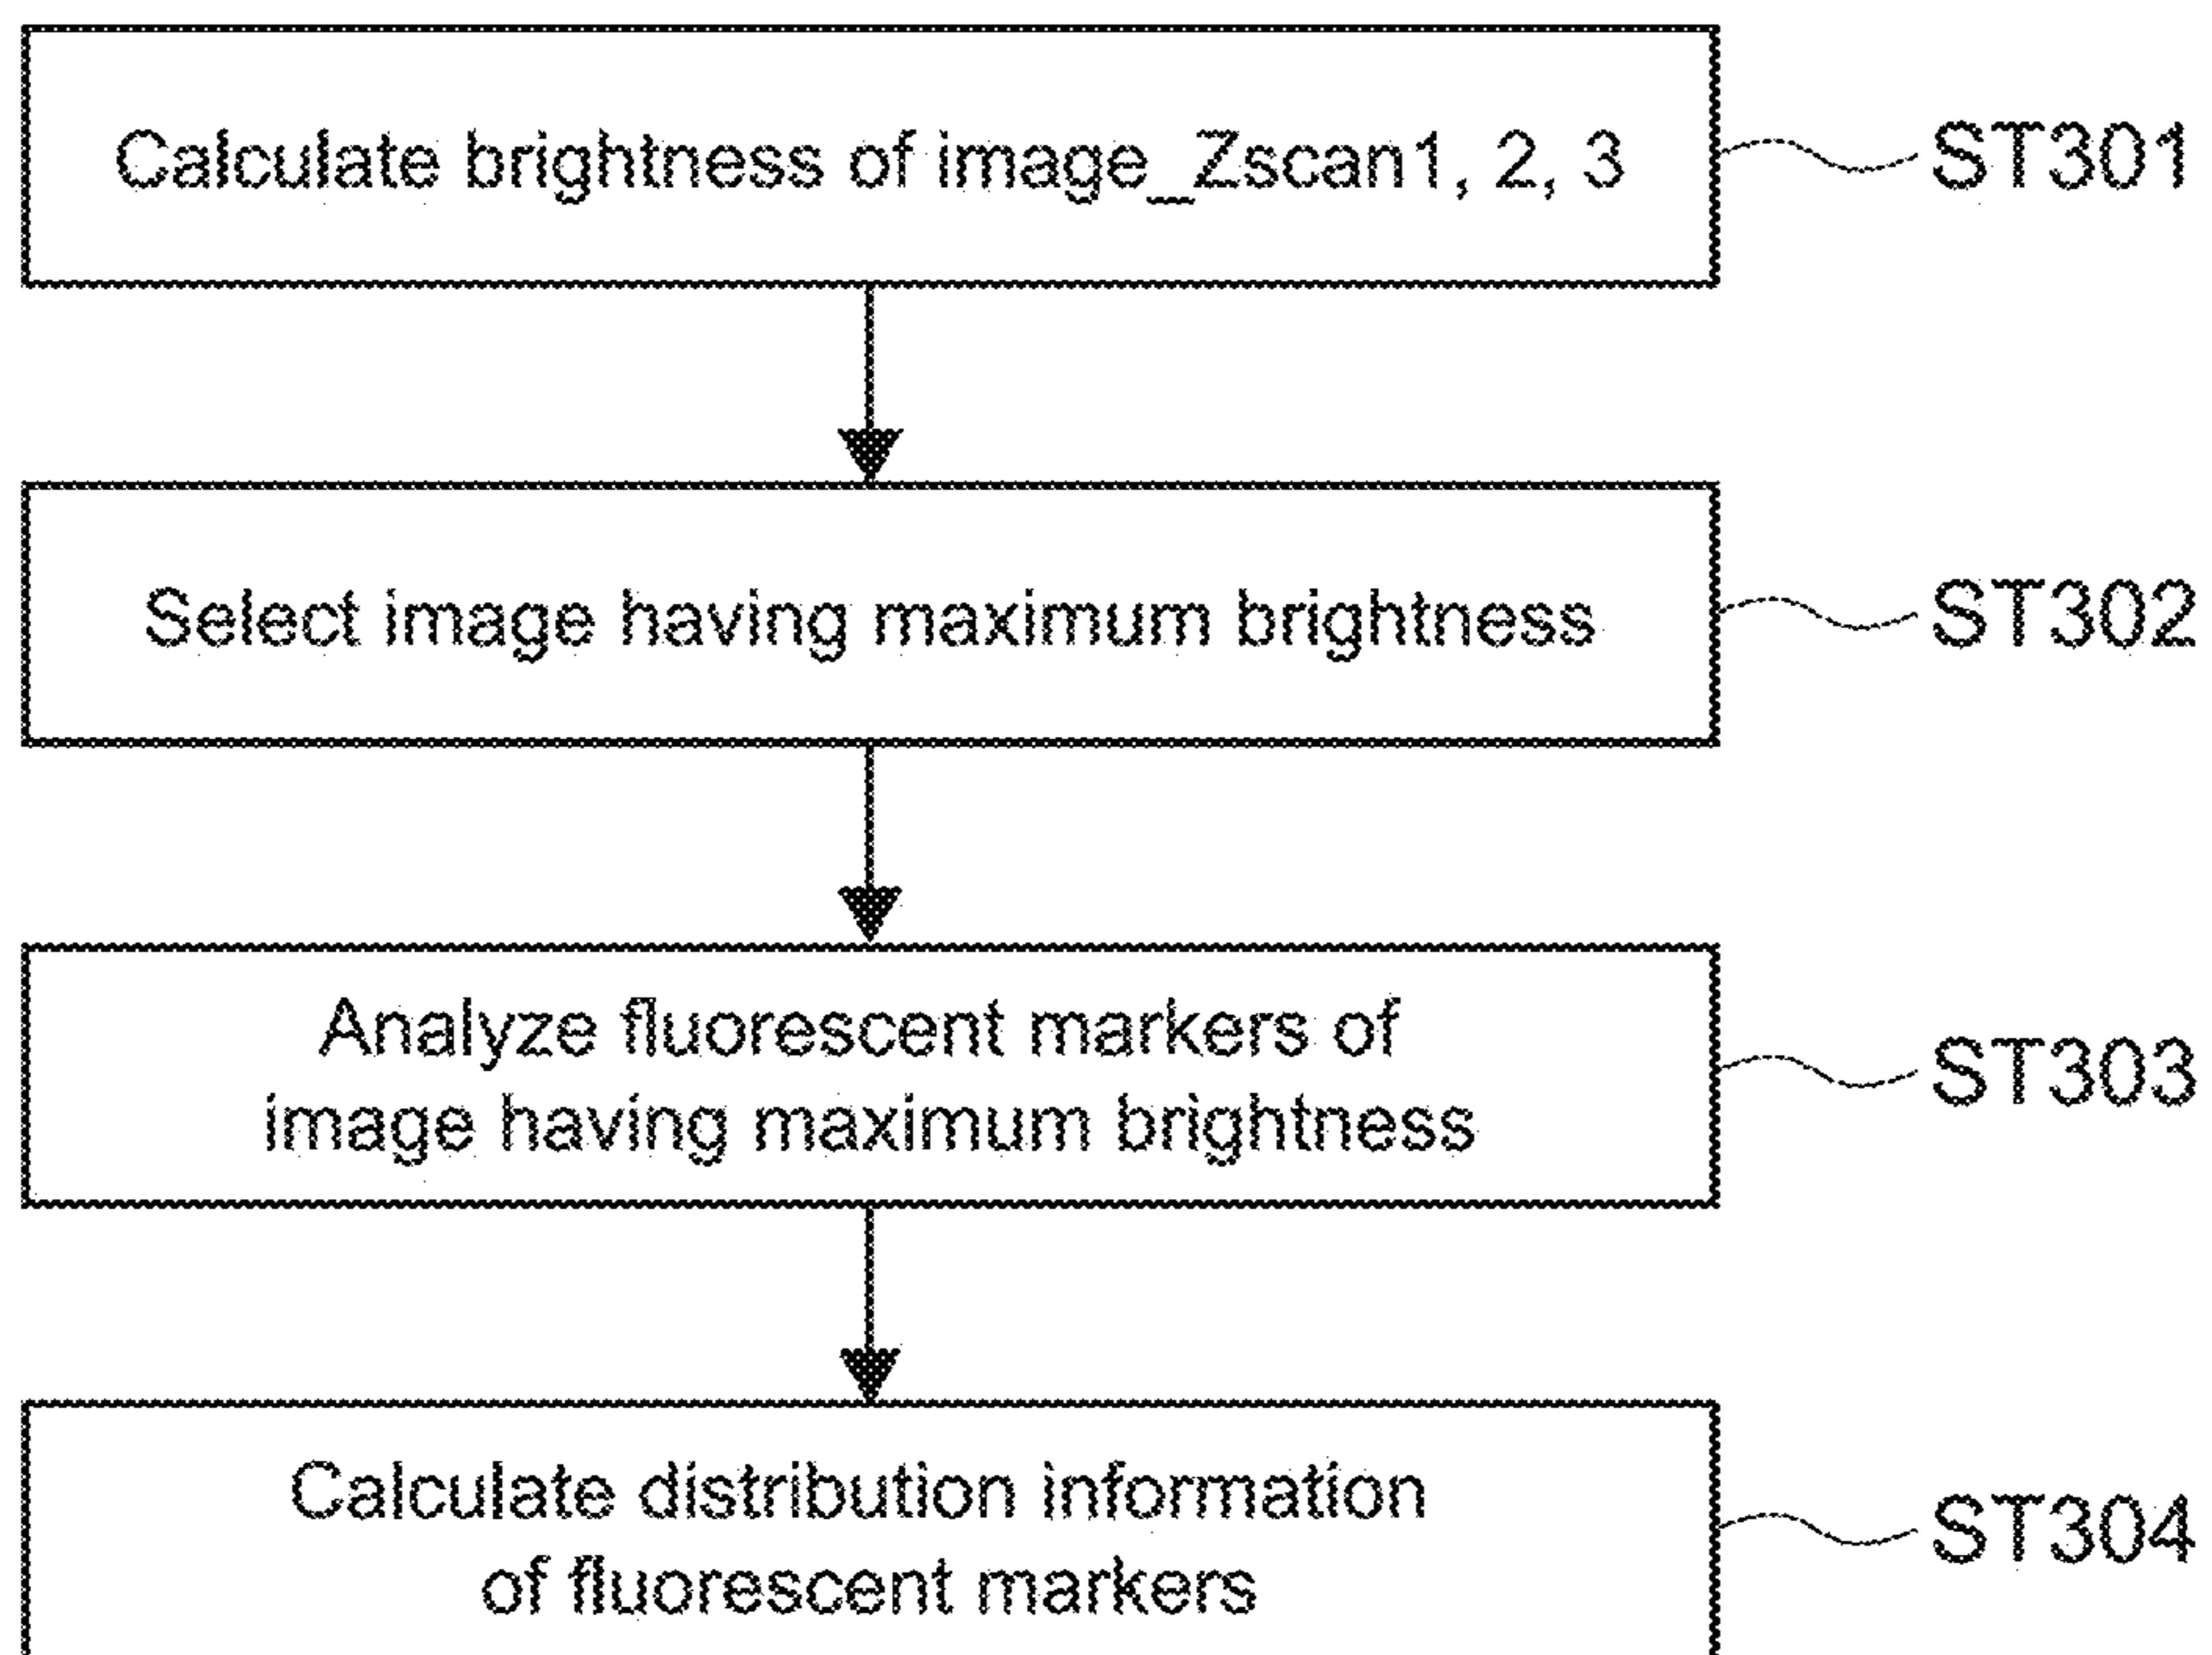 Calculate brightness of image_Zscan1, 2, 3
ST301
Select image having maximum brightness
ST302
Analyze fluorescent markers of
image having maximum brightness
ST303
Calculate distribution information
of fluorescent markers
ST304